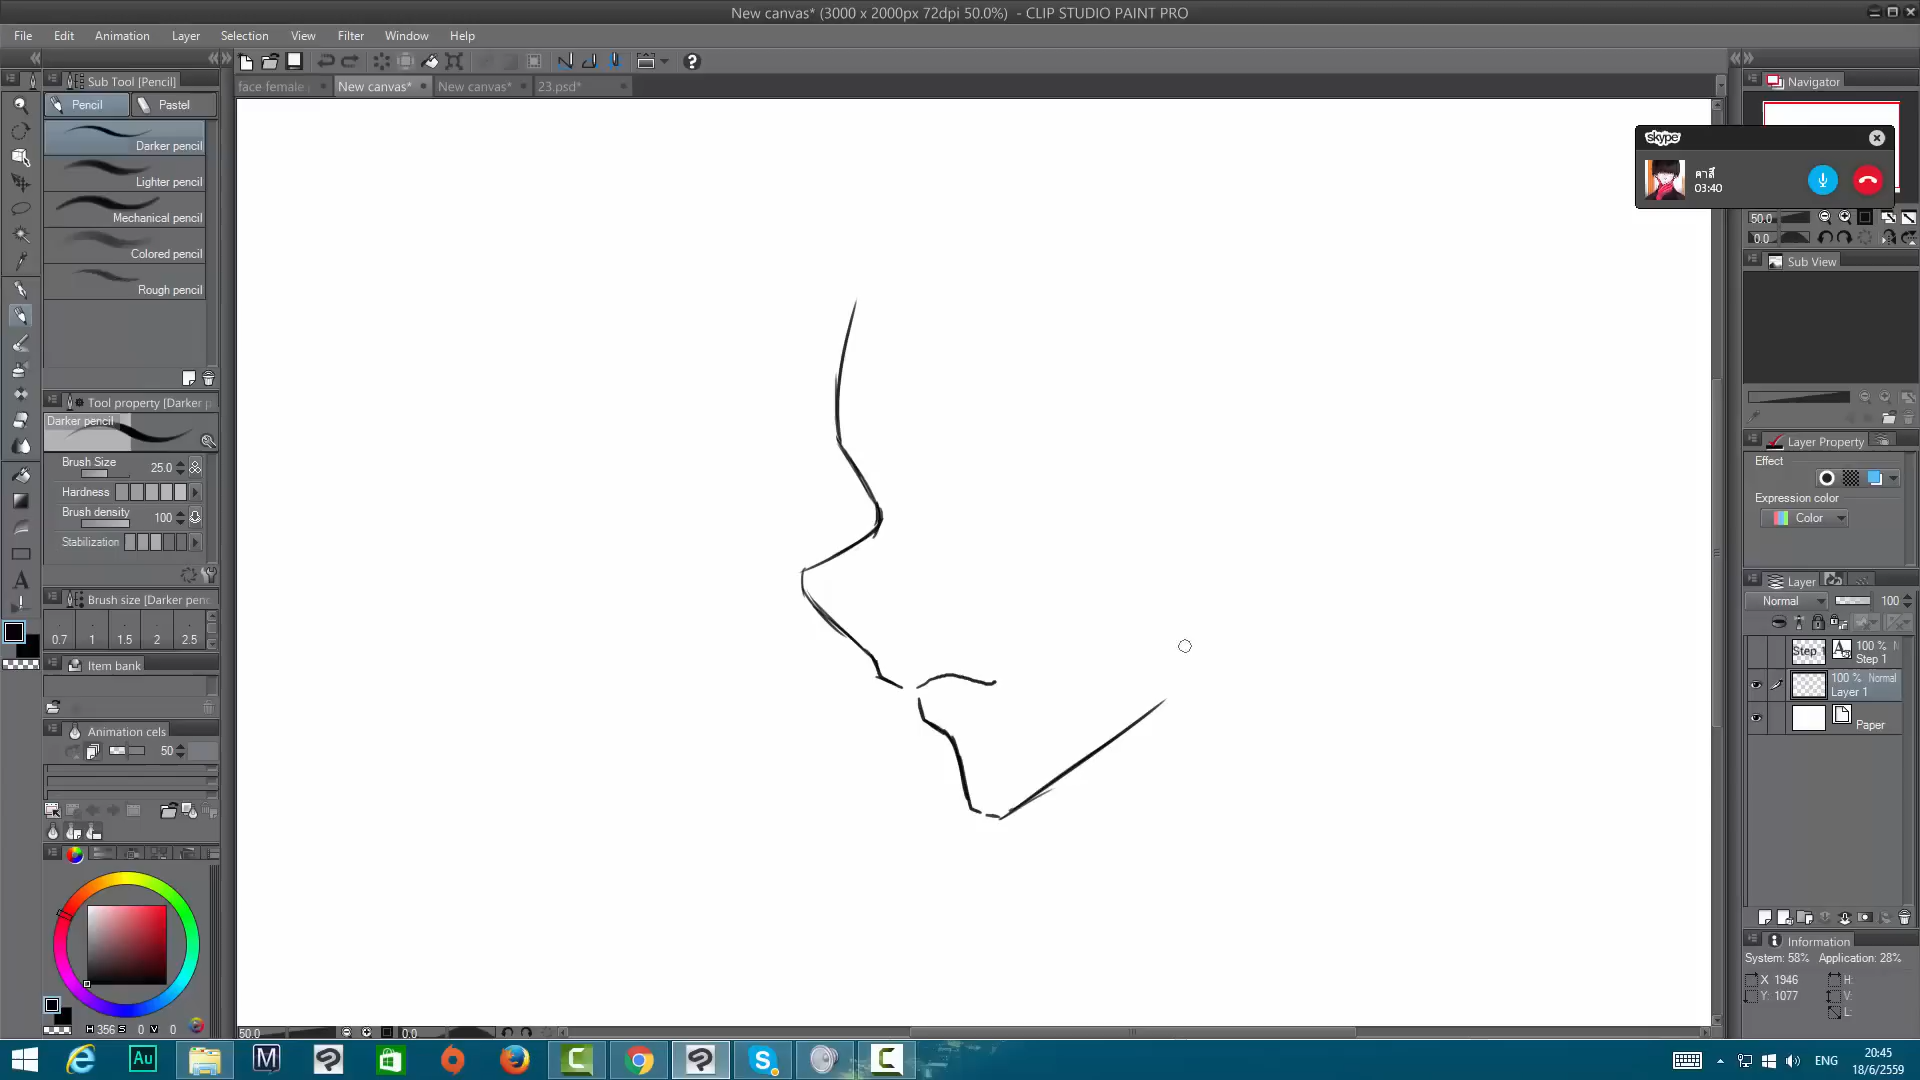 New canvas* (3000 x 2000px 72dpi 50.0%) - CLIP STUDIO PAINT PRO
File Edit Animation Layer Selection View Filter Window Help
Sub Tool [Pencil]
face female New canvas* New canvas* 23.psd*
Navigator
Pencil Pastel
Darker pencil
Lighter pencil
Mechanical pencil
Colored pencil
Rough pencil
skype
คาสึ
03:40
50.0
0.0
Sub View
Tool property [Darker p
Darker pencil
Brush Size 25.0
Hardness
Brush density 100
Stabilization
Layer Property
Effect
Expression color
Color
Brush size [Darker penc
0.7 1 1.5 2 2.5
Item bank
Animation cels
50
Layer
Normal 100
Step 1 A 100 % N
Step 1
100 % Normal
Layer 1
Paper
Information
System: 58% Application: 28%
X 1946 H:
Y: 1077 V:
L:
H 356 S 0 V 0
50.0 0.0
Au M S C
ENG
20:45
18/6/2559